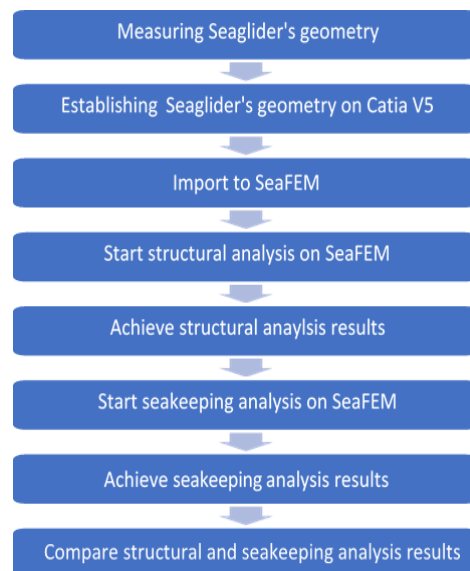 Measuring Seaglider's geometry
Establishing Seaglider's geometry on Catia V5
Import to SeaFEM
Start structural analysis on SeaFEM
Achieve structural anaylsis results
Start seakeeping analysis on SeaFEM
Achieve seakeeping analysis results
Compare structural and seakeeping analysis results